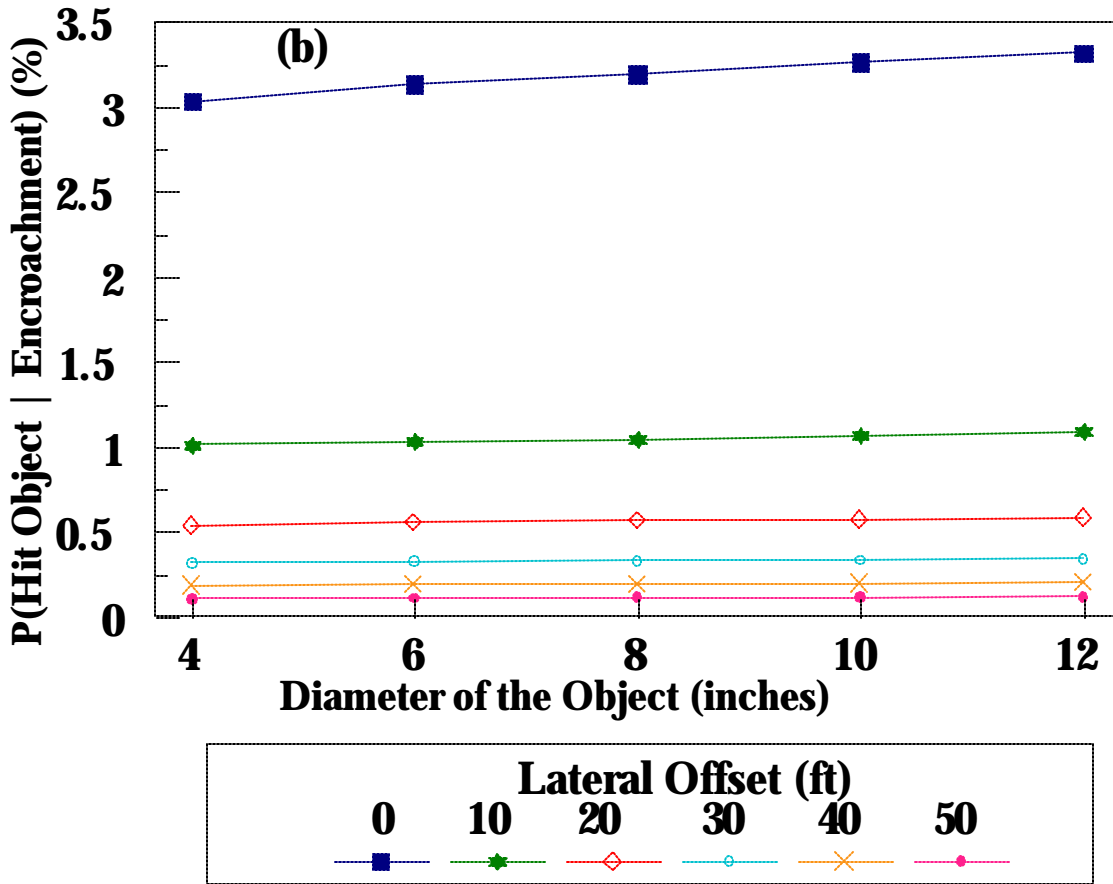 (b)
P(Hit Object | Encroachment) (%)
3.5
3
2.5
2
1.5
1
0.5
0
4 6 8 10 12
Diameter of the Object (inches)
Lateral Offset (ft)
0 10 20 30 40 50